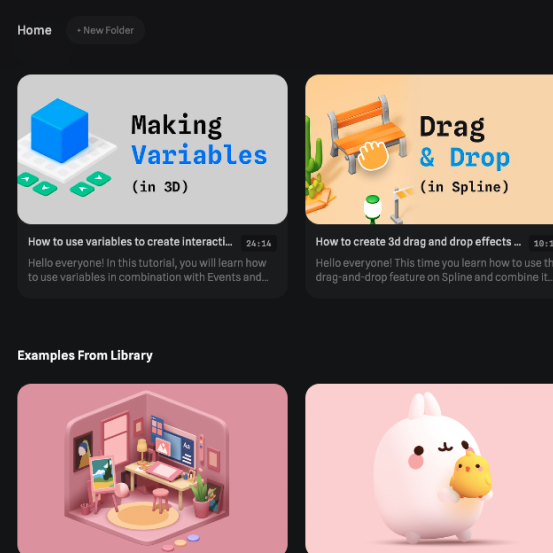 Home
+ New Folder
Making
Variables
(in 3D)
Drag
& Drop
(in Spline)
How to use variables to create interacti...
24:14
Hello everyone! In this tutorial, you will learn how
to use variables in combination with Events and...
How to create 3d drag and drop effects ...
10:1
Hello everyone! This time you learn how to use th
drag-and-drop feature on Spline and combine it...
Examples From Library
Aa